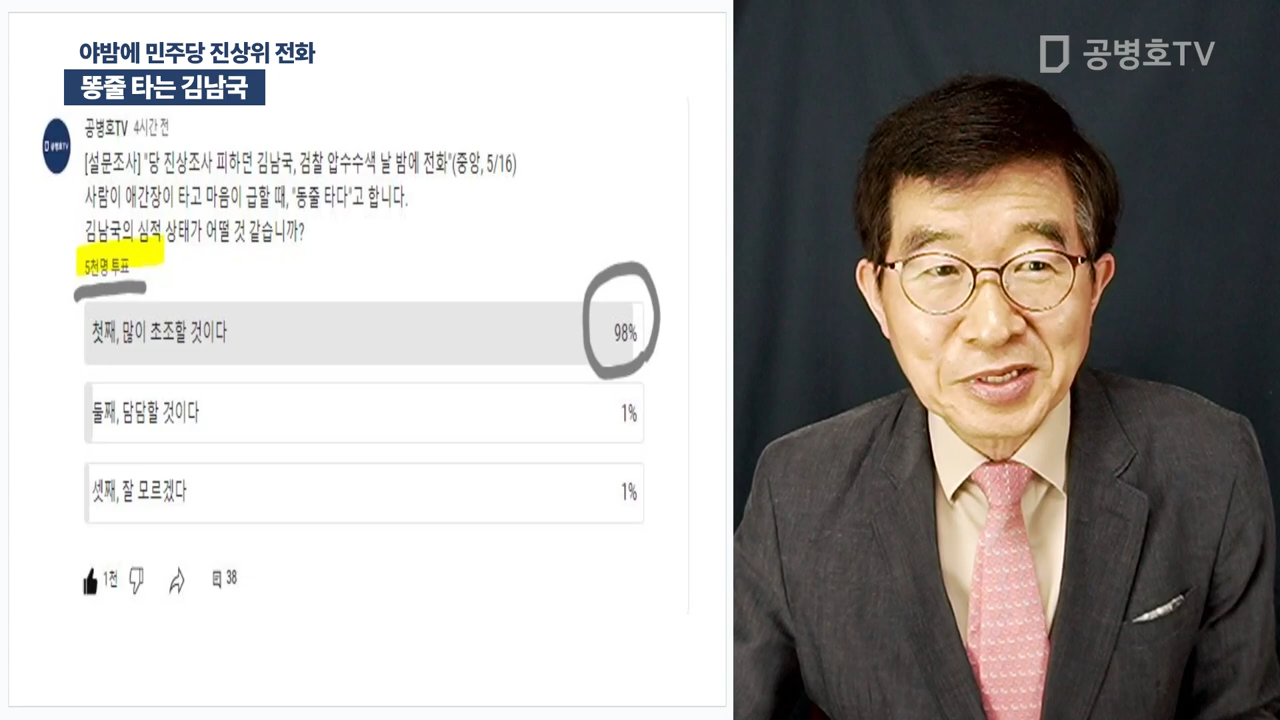 야밤에 민주당 진상위 전화
똥줄 타는 김남국
공병호TV
공병호TV
공병호TV 4시간 전
[설문조사] "당 진상조사 피하던 김남국, 검찰 압수수색 날 밤에 전화"(중앙, 5/16)
사람이 애간장이 타고 마음이 급할 때, "동줄 타다"고 합니다.
김남국의 심적 상태가 어떨 것 같습니까?
5천명 투표
첫째, 많이 초조할 것이다 98%
둘째, 담담할 것이다 1%
셋째, 잘 모르겠다 1%
1천 38